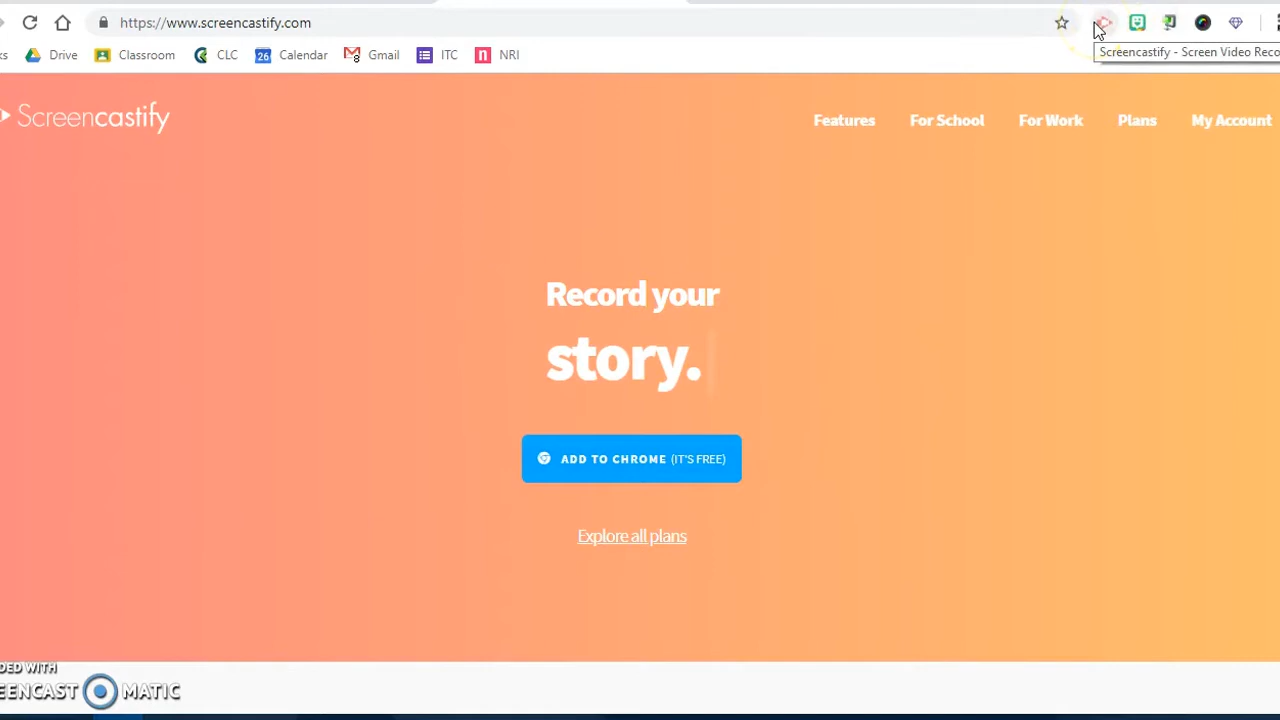 https://www.screencastify.com
ks Drive Classroom CLC 26 Calendar Gmail ITC n NRI
Screencastify - Screen Video Reco
Screencastify
Features For School For Work Plans My Account
Record your
story.
ADD TO CHROME (IT'S FREE)
Explore all plans
DED WITH
EENCAST MATIC